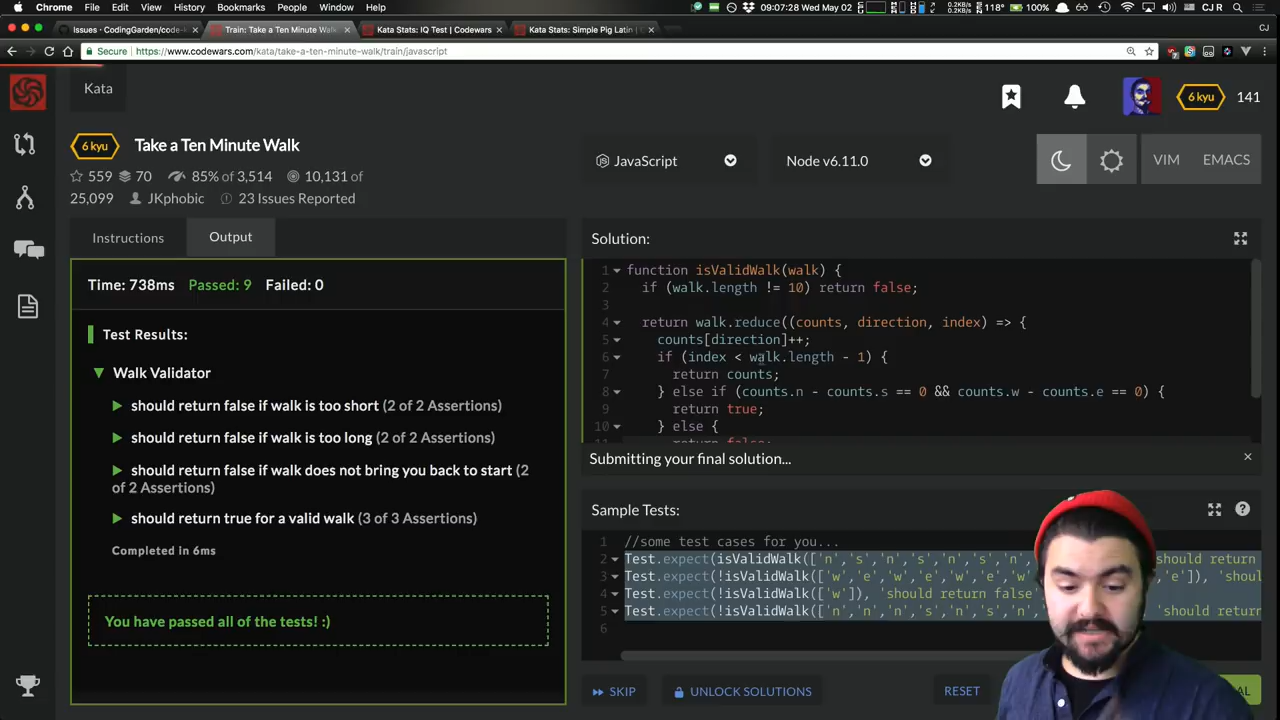 Chrome File Edit View History Bookmarks People Window Help
09:07:28 Wed May 02
118° 100% CJ R
Issues · CodingGarden/code-k
Train: Take a Ten Minute Walk
Kata Stats: IQ Test | Codewars
Kata Stats: Simple Pig Latin |
CJ
Secure https://www.codewars.com/kata/take-a-ten-minute-walk/train/javascript
Kata
6 kyu 141
6 kyu Take a Ten Minute Walk
559 70 85% of 3,514 10,131 of
25,099 JKphobic 23 Issues Reported
JavaScript
Node v6.11.0
VIM EMACS
Instructions Output
Time: 738ms Passed: 9 Failed: 0
Test Results:
Walk Validator
should return false if walk is too short (2 of 2 Assertions)
should return false if walk is too long (2 of 2 Assertions)
should return false if walk does not bring you back to start (2
of 2 Assertions)
should return true for a valid walk (3 of 3 Assertions)
Completed in 6ms
You have passed all of the tests! :)
Solution:
1 function isValidWalk(walk) {
2 if (walk.length != 10) return false;
3
4 return walk.reduce((counts, direction, index) => {
5 counts[direction]++;
6 if (index < walk.length - 1) {
7 return counts;
8 } else if (counts.n - counts.s == 0 && counts.w - counts.e == 0) {
9 return true;
10 } else {
11 return false;
Submitting your final solution...
Sample Tests:
1 //some test cases for you...
2 Test.expect(isValidWalk(['n','s','n','s','n','s','n', should return
3 Test.expect(!isValidWalk(['w','e','w','e','w','e','w ,'e']), 'shoul
4 Test.expect(!isValidWalk(['w']), 'should return false
5 Test.expect(!isValidWalk(['n','n','n','s','n','s','n', 'should return
6
SKIP UNLOCK SOLUTIONS RESET AL